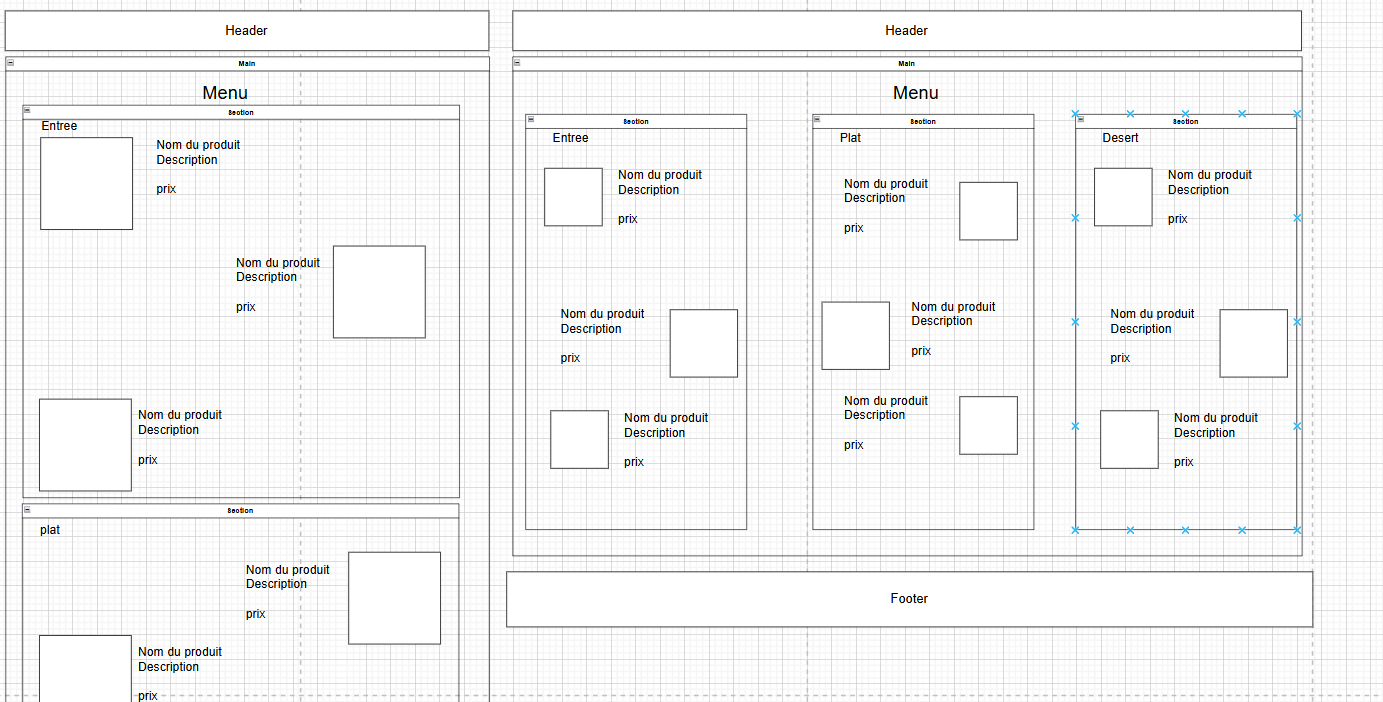 Header
Main
Menu
Section
Entree
Nom du produit
Description
prix
Nom du produit
Description
prix
Nom du produit
Description
prix
Section
plat
Nom du produit
Description
prix
Nom du produit
Description
prix
Header
Main
Menu
Section
Entree
Nom du produit
Description
prix
Nom du produit
Description
prix
Nom du produit
Description
prix
Section
Plat
Nom du produit
Description
prix
Nom du produit
Description
prix
Nom du produit
Description
prix
Section
Desert
Nom du produit
Description
prix
Nom du produit
Description
prix
Nom du produit
Description
prix
Footer